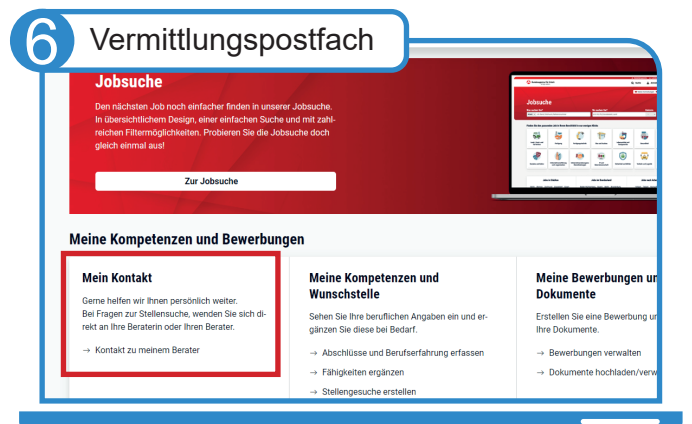 6
Vermittlungspostfach
Jobsuche
Den nächsten Job noch einfacher finden in unserer Jobsuche.
In übersichtlichem Design, einer einfachen Suche und mit zahl-
reichen Filtermöglichkeiten. Probieren Sie die Jobsuche doch
gleich einmal aus!
Zur Jobsuche
Jobsuche
Meine Kompetenzen und Bewerbungen
Mein Kontakt
Gerne helfen wir Ihnen persönlich weiter.
Bei Fragen zur Stellensuche, wenden Sie sich di-
rekt an Ihre Beraterin oder Ihren Berater.
→ Kontakt zu meinem Berater
Meine Kompetenzen und
Wunschstelle
Sehen Sie Ihre beruflichen Angaben ein und er-
gänzen Sie diese bei Bedarf.
→ Abschlüsse und Berufserfahrung erfassen
→ Fähigkeiten ergänzen
→ Stellengesuche erstellen
Meine Bewerbungen un
Dokumente
Erstellen Sie eine Bewerbung un
Ihre Dokumente.
→ Bewerbungen verwalten
→ Dokumente hochladen/verw